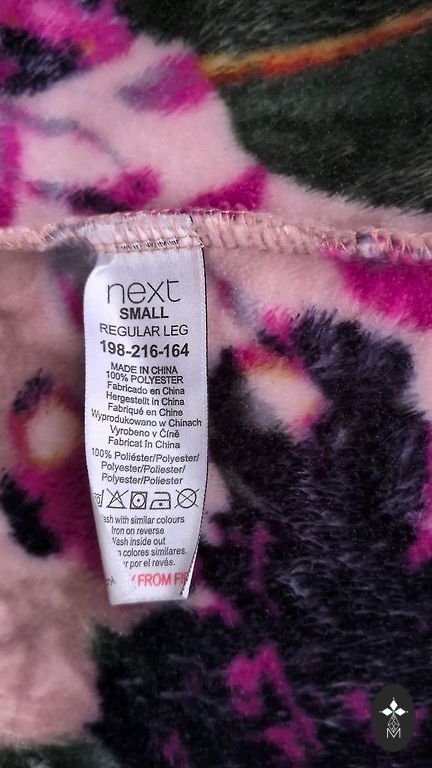 next
SMALL
REGULAR LEG
198-216-164
MADE IN CHINA
100% POLYESTER
Fabricado en China
Hergestellt in China
Fabriqué en Chine
Wyprodukowano w Chinach
Vyrobeno v Číně
Fabricat în China
100% Poliéster/Polyester/
Polyester/Poliester/
Polyester/Poliester
ash with similar colours
Iron on reverse
ash inside out
colores similares.
r por el revés.
Y FROM FI
M